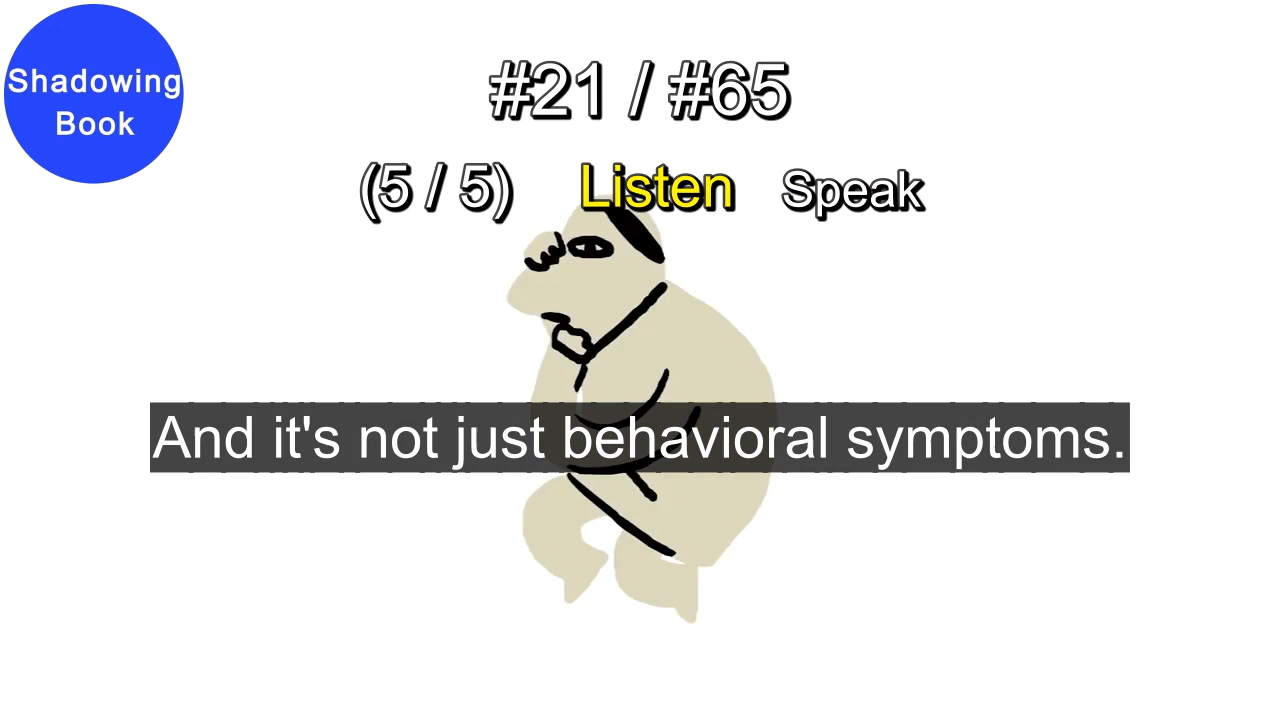 Shadowing
Book
#21 / #65
(5 / 5) Listen Speak
And it's not just behavioral symptoms.